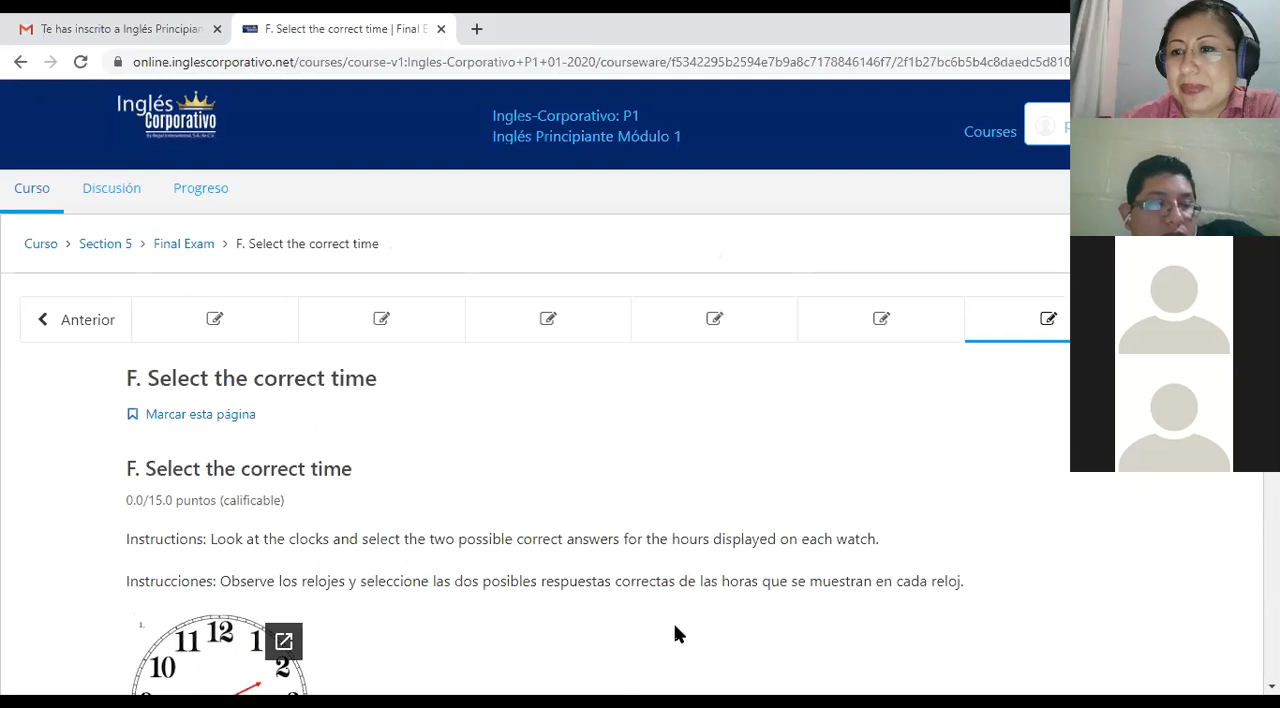 Te has inscrito a Inglés Principian
F. Select the correct time | Final E
online.inglescorporativo.net/courses/course-v1:Ingles-Corporativo+P1+01-2020/courseware/f5342295b2594e7b9a8c7178846146f7/2f1b27bc6b5b4c8daedc5d810
Inglés
Corporativo
Ingles-Corporativo: P1
Inglés Principiante Módulo 1
Courses
Curso Discusión Progreso
Curso > Section 5 > Final Exam > F. Select the correct time
Anterior
F. Select the correct time
Marcar esta página
F. Select the correct time
0.0/15.0 puntos (calificable)
Instructions: Look at the clocks and select the two possible correct answers for the hours displayed on each watch.
Instrucciones: Observe los relojes y seleccione las dos posibles respuestas correctas de las horas que se muestran en cada reloj.
1.
11 12 1
10 2